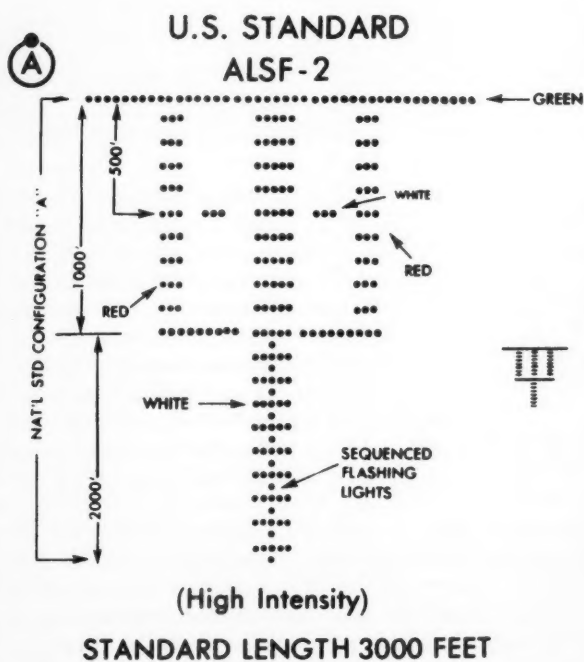 U.S. STANDARD
A
ALSF-2
GREEN
500'
WHITE
NAT'L STD CONFIGURATION "A"
1000'
RED
RED
WHITE
SEQUENCED
FLASHING
LIGHTS
2000'
(High Intensity)
STANDARD LENGTH 3000 FEET